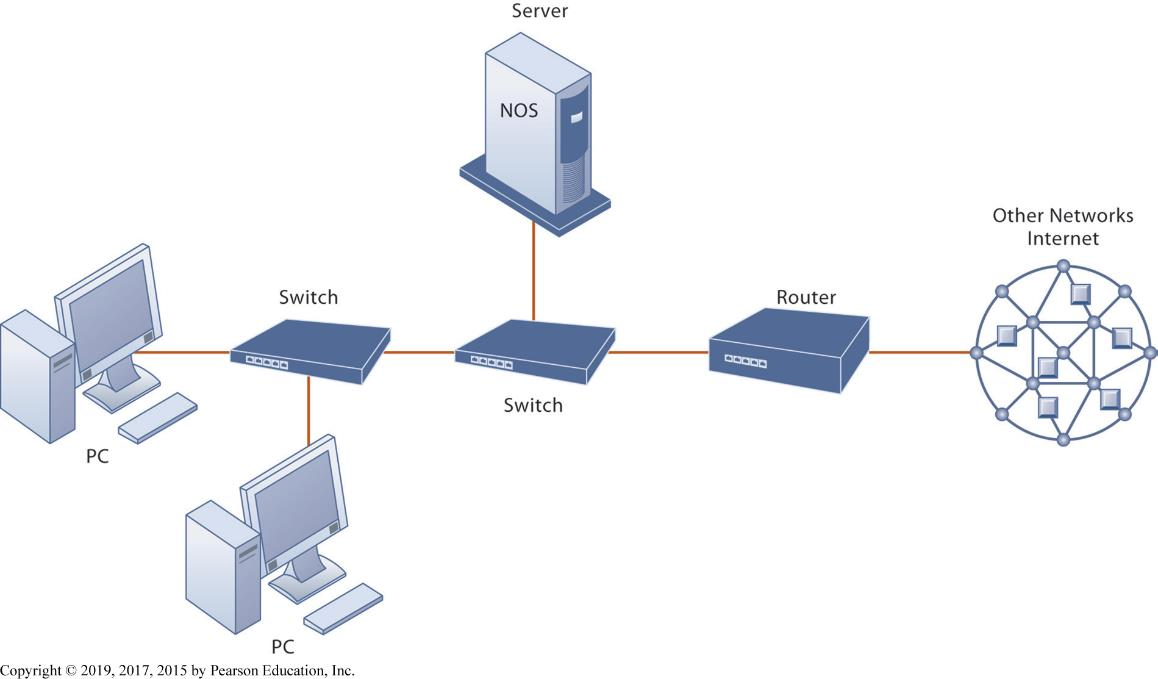 Server
NOS
Other Networks
Internet
Switch
Router
Switch
PC
PC
Copyright © 2019, 2017, 2015 by Pearson Education, Inc.